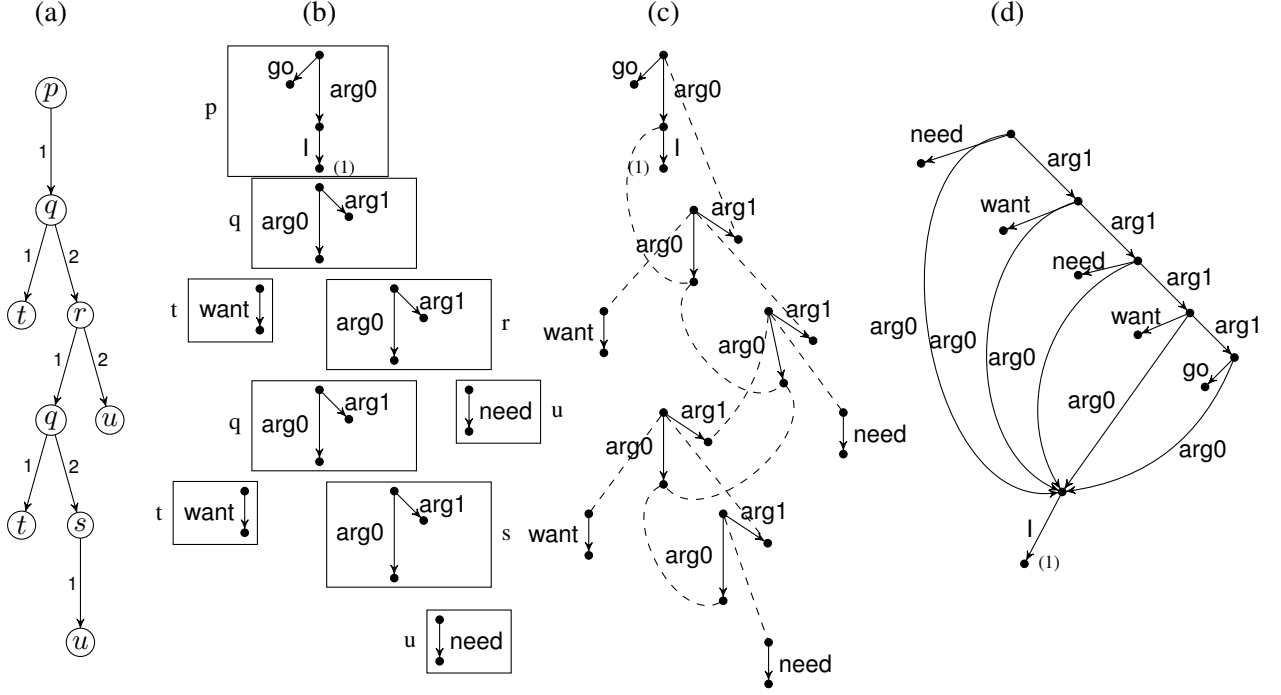 (a) (b) (c) (d)
p
1
q
1 2
t r
1 2
q u
1 2
t s
1
u
go
arg0
p
I
(1)
arg1
q arg0
t want
arg1
arg0 r
arg1
q arg0
need u
t want
arg1
arg0 s
u need
go
arg0
(1) I
arg1
arg0
want
arg1
arg0
arg1
arg0
need
want
arg1
arg0
need
need
arg1
want
arg1
need
arg1
want
arg1
go
arg0
arg0
arg0
arg0
arg0
I
(1)